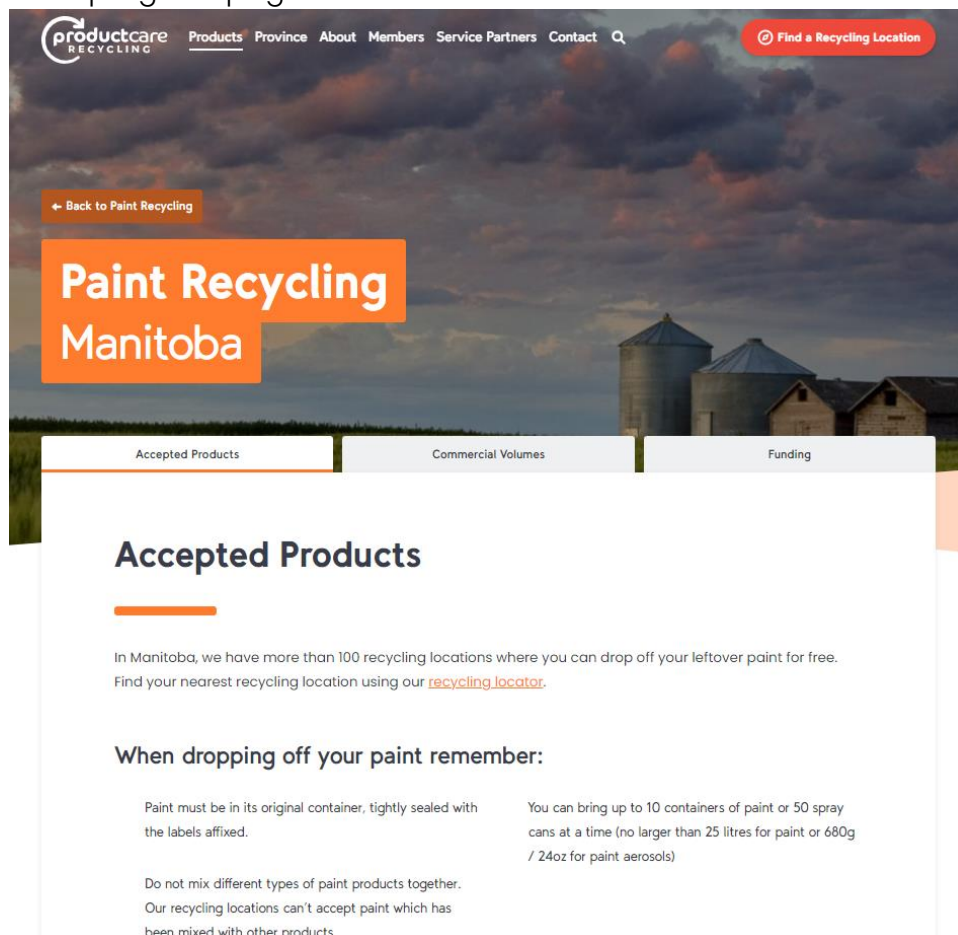 productcare
RECYCLING
Products Province About Members Service Partners Contact
Find a Recycling Location
← Back to Paint Recycling
Paint Recycling
Manitoba
Accepted Products
Commercial Volumes
Funding
Accepted Products
In Manitoba, we have more than 100 recycling locations where you can drop off your leftover paint for free.
Find your nearest recycling location using our recycling locator.
When dropping off your paint remember:
Paint must be in its original container, tightly sealed with
the labels affixed.
Do not mix different types of paint products together.
Our recycling locations can't accept paint which has
been mixed with other products
You can bring up to 10 containers of paint or 50 spray
cans at a time (no larger than 25 litres for paint or 680g
/ 24oz for paint aerosols)